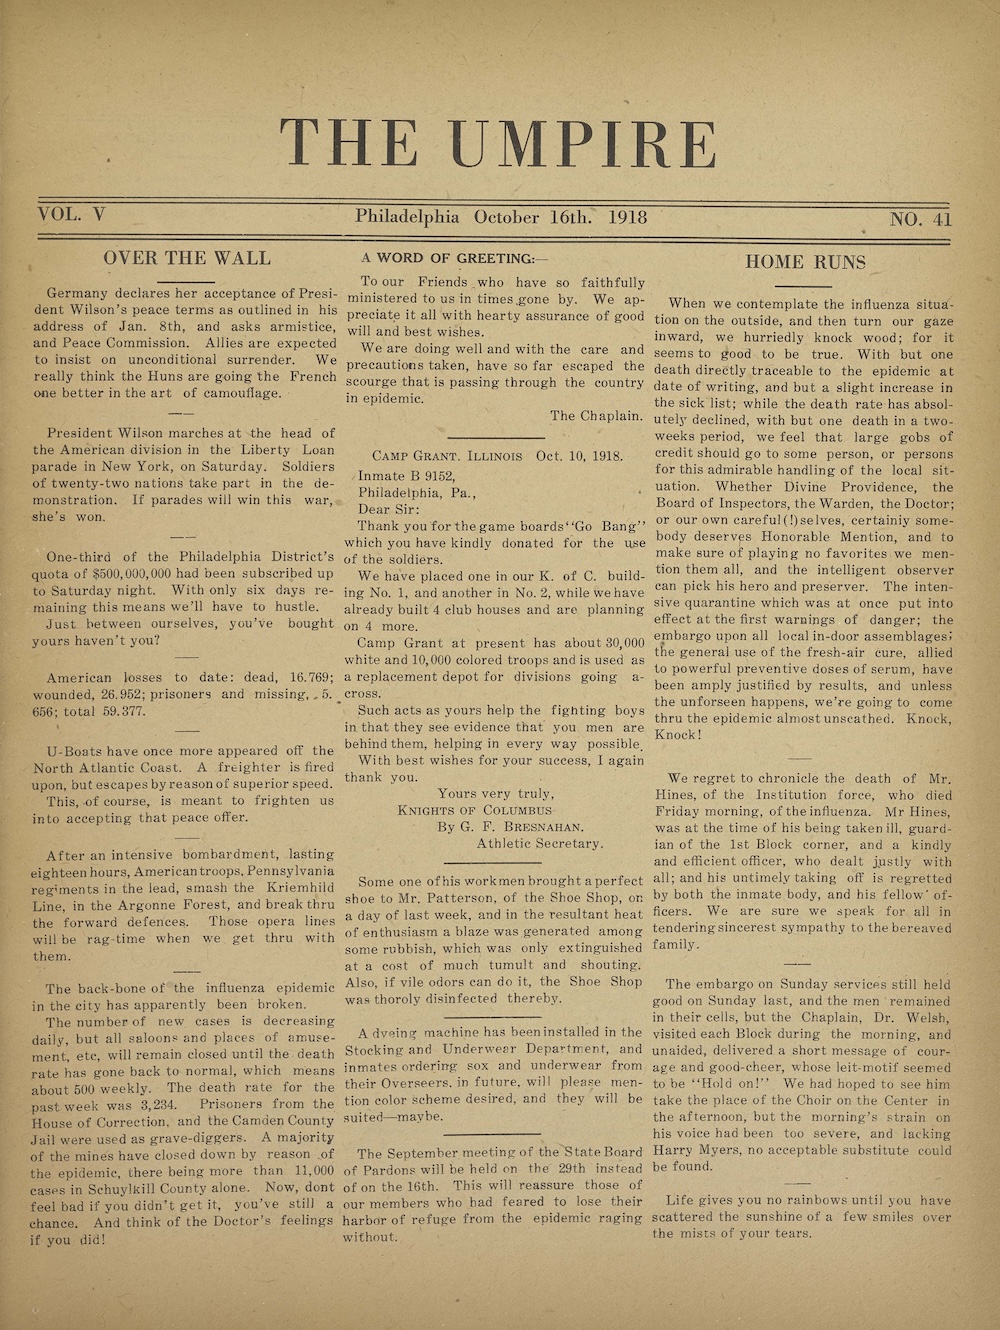 THE UMPIRE
VOL. V
Philadelphia October 16th. 1918
NO. 41
OVER THE WALL
Germany declares her acceptance of Presi-
dent Wilson's peace terms as outlined in his
address of Jan. 8th, and asks armistice,
and Peace Commission. Allies are expected
to insist on unconditional surrender. We
really think the Huns are going the French
one better in the art of camouflage.
President Wilson marches at the head of
the American division in the Liberty Loan
parade in New York, on Saturday. Soldiers
of twenty-two nations take part in the de-
monstration. If parades will win this war,
she's won.
One-third of the Philadelphia District's
quota of $500,000,000 had been subscribed up
to Saturday night. With only six days re-
maining this means we'll have to hustle.
Just between ourselves, you've bought
yours haven't you?
American losses to date: dead, 16.769;
wounded, 26.952; prisoners and missing, 5.
656; total 59.377.
U-Boats have once more appeared off the
North Atlantic Coast. A freighter is fired
upon, but escapes by reason of superior speed.
This, of course, is meant to frighten us
into accepting that peace offer.
After an intensive bombardment, lasting
eighteen hours, American troops, Pennsylvania
regiments in the lead, smash the Kriemhild
Line, in the Argonne Forest, and break thru
the forward defences. Those opera lines
will be rag-time when we get thru with
them.
The back-bone of the influenza epidemic
in the city has apparently been broken.
The number of new cases is decreasing
daily, but all saloons and places of amuse-
ment, etc, will remain closed until the death
rate has gone back to normal, which means
about 500 weekly. The death rate for the
past week was 3,234. Prisoners from the
House of Correction, and the Camden County
Jail were used as grave-diggers. A majority
of the mines have closed down by reason of
the epidemic, there being more than 11,000
cases in Schuylkill County alone. Now, dont
feel bad if you didn't get it, you've still a
chance. And think of the Doctor's feelings
if you did!
A WORD OF GREETING:—
To our Friends who have so faithfully
ministered to us in times gone by. We ap-
preciate it all with hearty assurance of good
will and best wishes.
We are doing well and with the care and
precautions taken, have so far escaped the
scourge that is passing through the country
in epidemic.
The Chaplain.
CAMP GRANT. ILLINOIS Oct. 10, 1918.
Inmate B 9152,
Philadelphia, Pa.,
Dear Sir:
Thank you for the game boards "Go Bang"
which you have kindly donated for the use
of the soldiers.
We have placed one in our K. of C. build-
ing No. 1, and another in No. 2, while we have
already built 4 club houses and are planning
on 4 more.
Camp Grant at present has about 30,000
white and 10,000 colored troops and is used as
a replacement depot for divisions going a-
cross.
Such acts as yours help the fighting boys
in that they see evidence that you men are
behind them, helping in every way possible.
With best wishes for your success, I again
thank you.
Yours very truly,
KNIGHTS OF COLUMBUS
By G. F. BRESNAHAN.
Athletic Secretary.
Some one of his workmen brought a perfect
shoe to Mr. Patterson, of the Shoe Shop, on
a day of last week, and in the resultant heat
of enthusiasm a blaze was generated among
some rubbish, which was only extinguished
at a cost of much tumult and shouting.
Also, if vile odors can do it, the Shoe Shop
was thoroly disinfected thereby.
A dyeing machine has been installed in the
Stocking and Underwear Department, and
inmates ordering sox and underwear from
their Overseers. in future, will please men-
tion color scheme desired, and they will be
suited—maybe.
The September meeting of the State Board
of Pardons will be held on the 29th instead
of on the 16th. This will reassure those of
our members who had feared to lose their
harbor of refuge from the epidemic raging
without.
HOME RUNS
When we contemplate the influenza situa-
tion on the outside, and then turn our gaze
inward, we hurriedly knock wood; for it
seems to good to be true. With but one
death directly traceable to the epidemic at
date of writing, and but a slight increase in
the sick list; while the death rate has absol-
utely declined, with but one death in a two-
weeks period, we feel that large gobs of
credit should go to some person, or persons
for this admirable handling of the local sit-
uation. Whether Divine Providence, the
Board of Inspectors, the Warden, the Doctor;
or our own careful(!)selves, certainiy some-
body deserves Honorable Mention, and to
make sure of playing no favorites we men-
tion them all, and the intelligent observer
can pick his hero and preserver. The inten-
sive quarantine which was at once put into
effect at the first warnings of danger; the
embargo upon all local in-door assemblages;
the general use of the fresh-air cure, allied
to powerful preventive doses of serum, have
been amply justified by results, and unless
the unforseen happens, we're going to come
thru the epidemic almost unscathed. Knock,
Knock!
We regret to chronicle the death of Mr.
Hines, of the Institution force, who died
Friday morning, of the influenza. Mr Hines,
was at the time of his being taken ill, guard-
ian of the 1st Block corner, and a kindly
and efficient officer, who dealt justly with
all; and his untimely taking off is regretted
by both the inmate body, and his fellow of-
ficers. We are sure we speak for all in
tendering sincerest sympathy to the bereaved
family.
The embargo on Sunday services still held
good on Sunday last, and the men remained
in their cells, but the Chaplain, Dr. Welsh,
visited each Block during the morning, and
unaided, delivered a short message of cour-
age and good-cheer, whose leit-motif seemed
to be "Hold on!" We had hoped to see him
take the place of the Choir on the Center in
the afternoon, but the morning's strain on
his voice had been too severe, and lacking
Harry Myers, no acceptable substitute could
be found.
Life gives you no rainbows until you have
scattered the sunshine of a few smiles over
the mists of your tears.